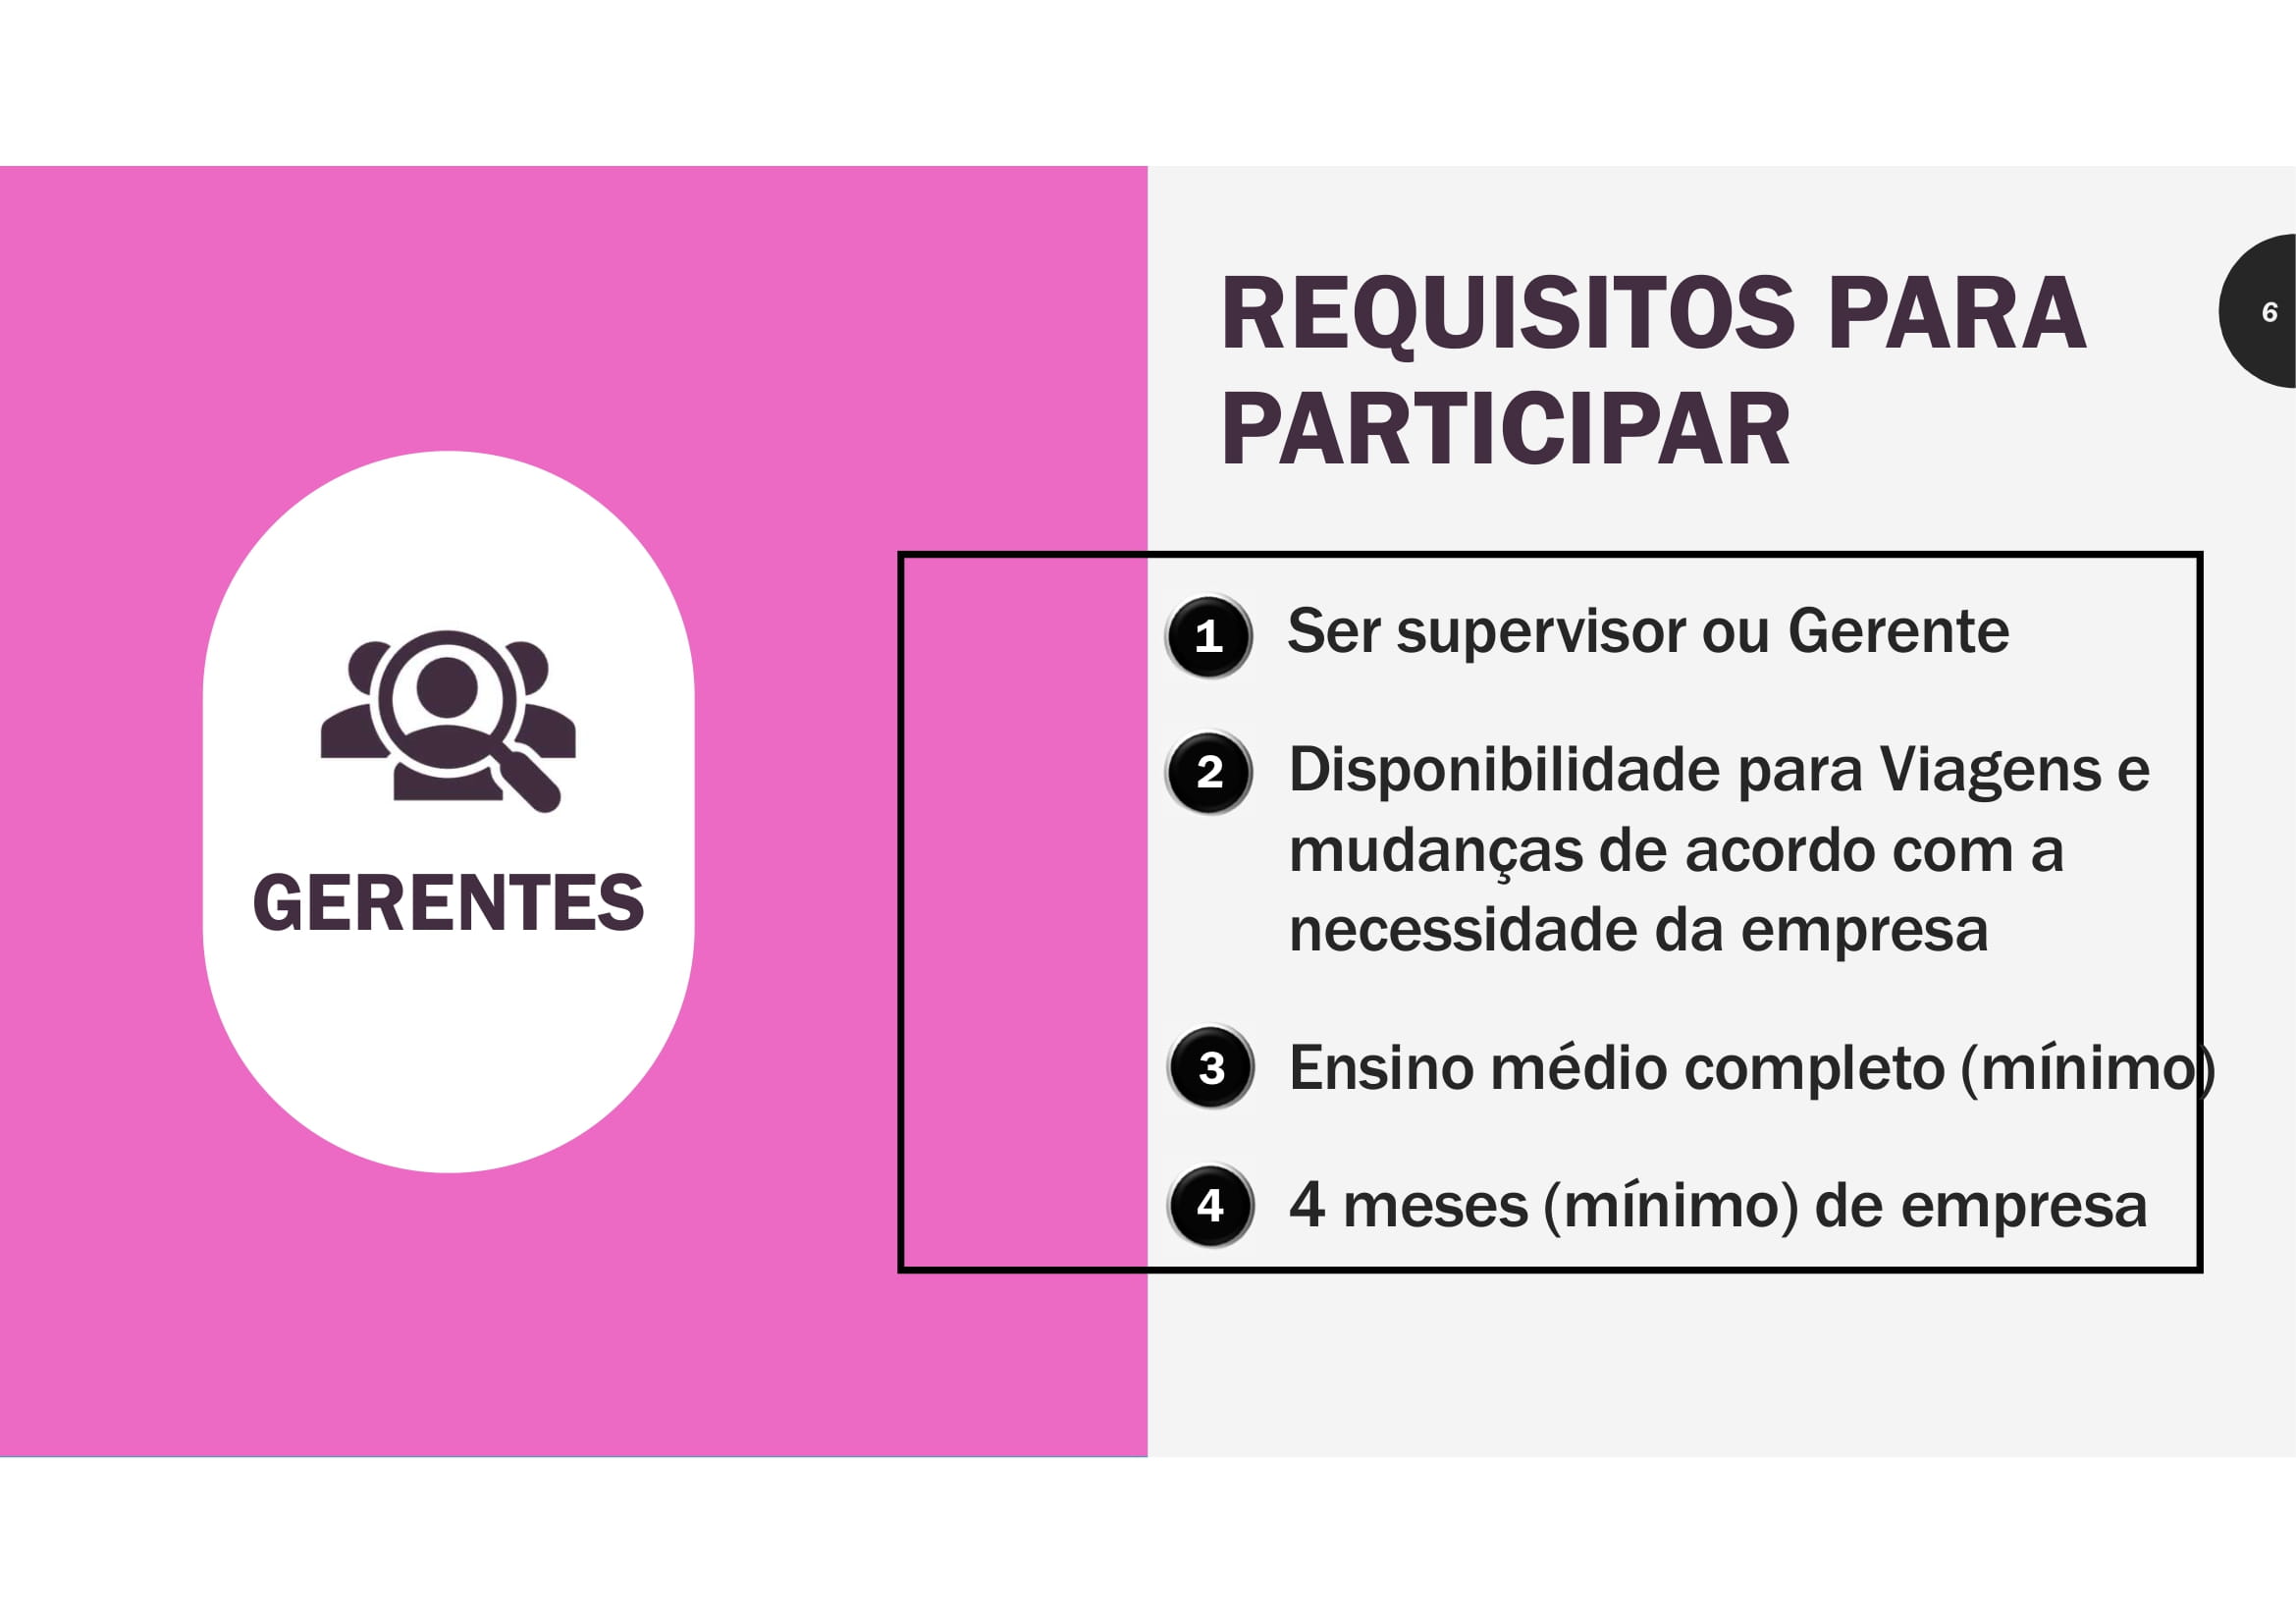 REQUISITOS PARA
PARTICIPAR
6
GERENTES
1 Ser supervisor ou Gerente
2 Disponibilidade para Viagens e
mudanças de acordo com a
necessidade da empresa
3 Ensino médio completo (mínimo)
4 4 meses (mínimo) de empresa